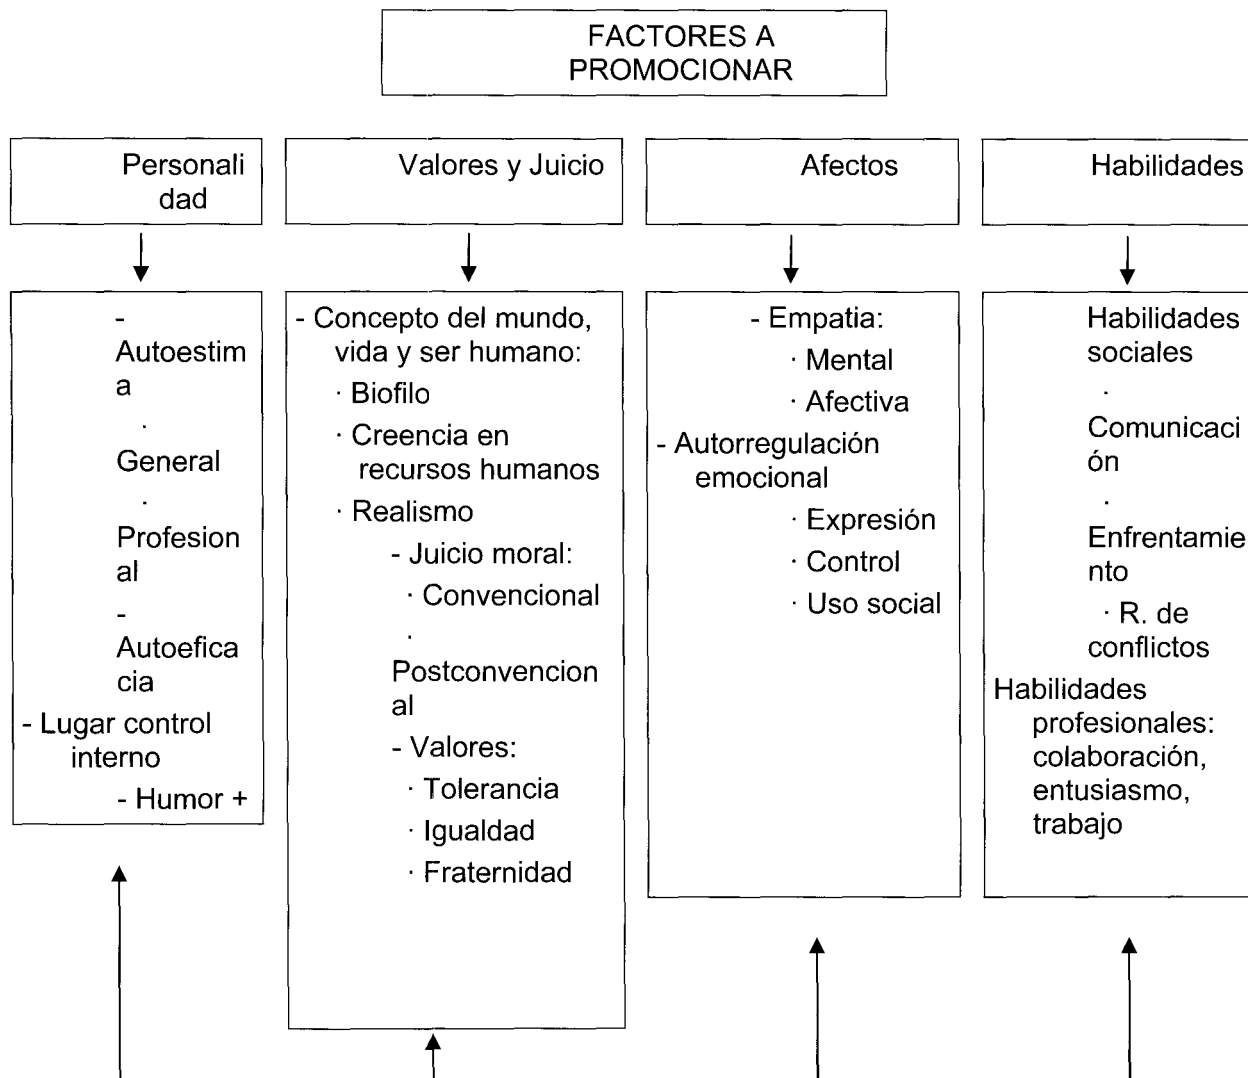 FACTORES A
PROMOCIONAR
Personali
dad
Valores y Juicio
Afectos
Habilidades
-
Autoestim
a
·
General
·
Profesion
al
-
Autoefica
cia
- Lugar control
interno
- Humor +
- Concepto del mundo,
vida y ser humano:
· Biofilo
· Creencia en
recursos humanos
· Realismo
- Juicio moral:
· Convencional
·
Postconvencion
al
- Valores:
· Tolerancia
· Igualdad
· Fraternidad
- Empatia:
· Mental
· Afectiva
- Autorregulación
emocional
· Expresión
· Control
· Uso social
Habilidades
sociales
·
Comunicaci
ón
·
Enfrentamie
nto
· R. de
conflictos
Habilidades
profesionales:
colaboración,
entusiasmo,
trabajo